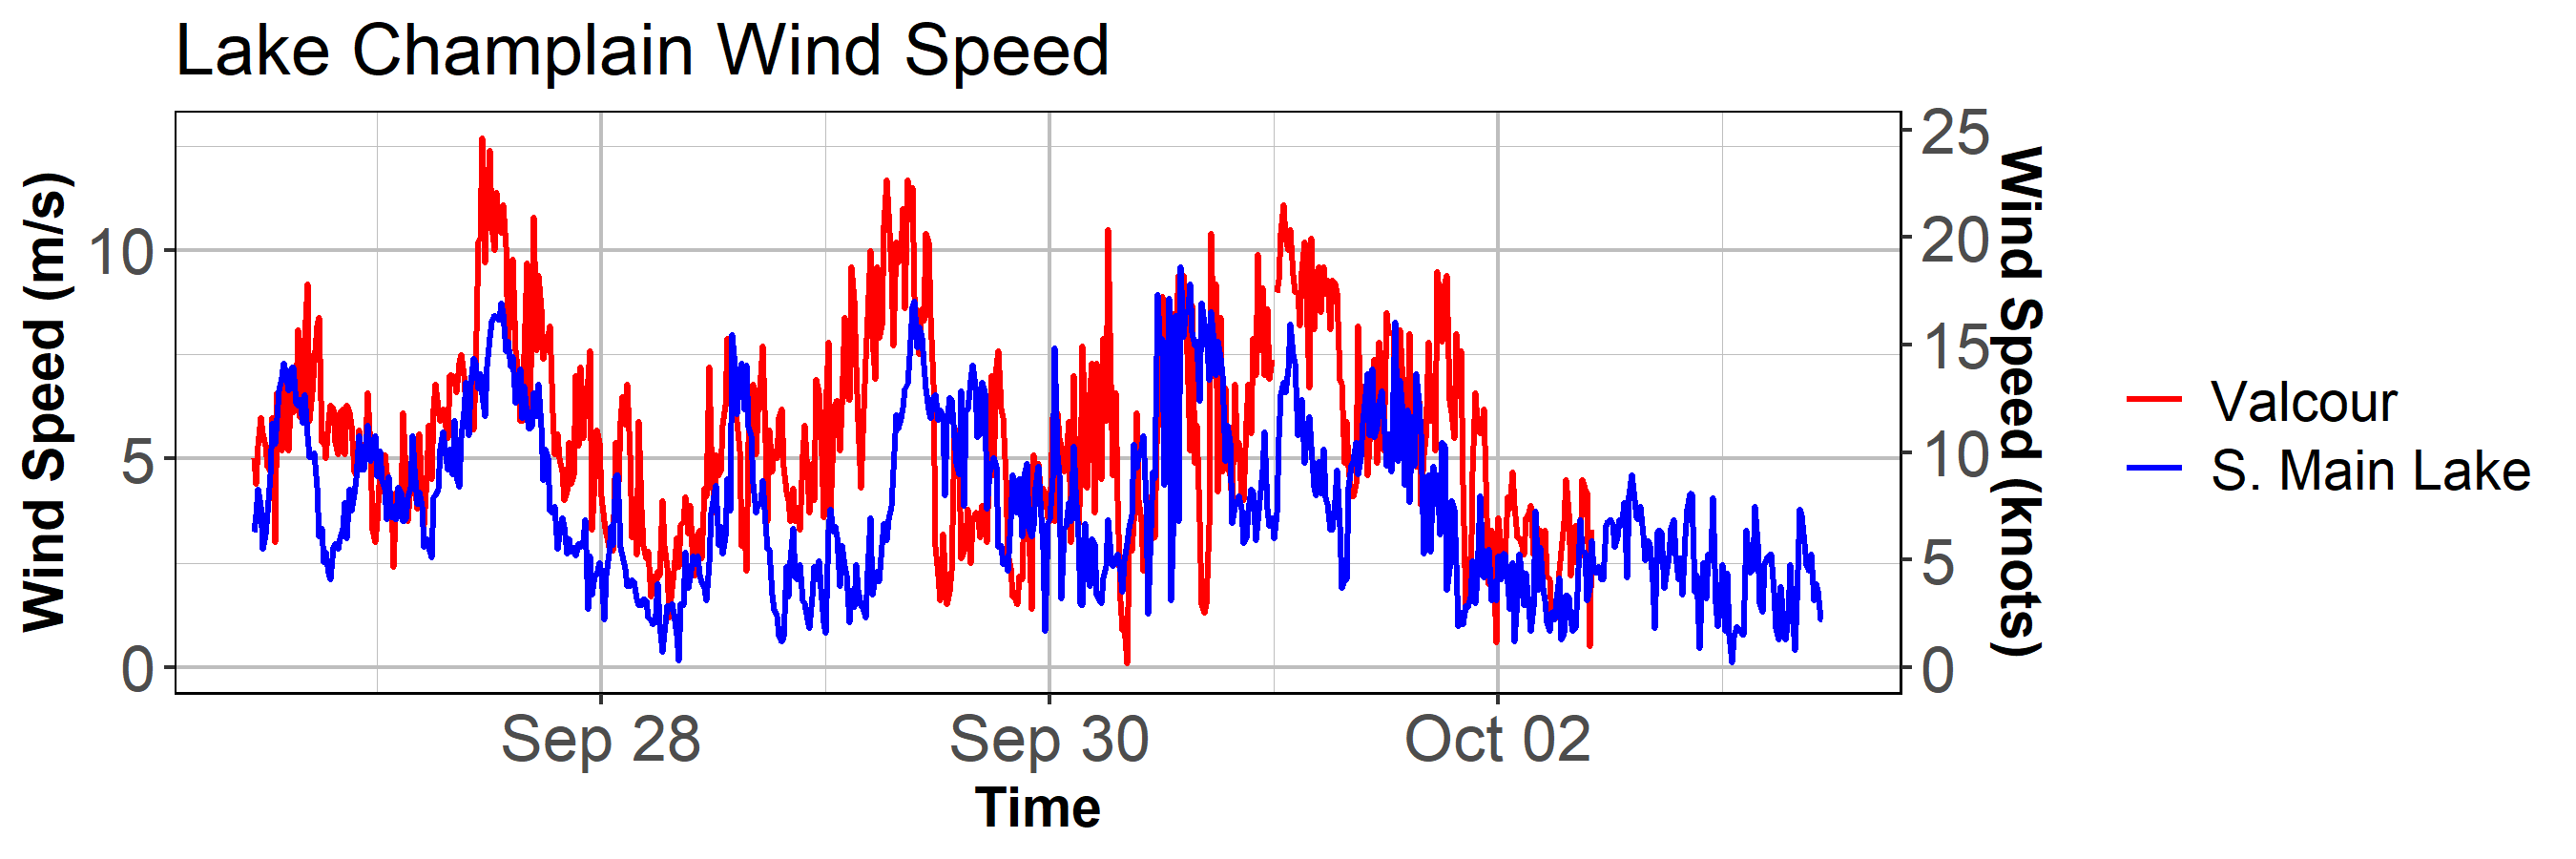 Lake Champlain Wind Speed
Wind Speed (m/s)
10
5
0
25
20
15
10
5
0
Wind Speed (knots)
Sep 28
Sep 30
Oct 02
Time
Valcour
S. Main Lake